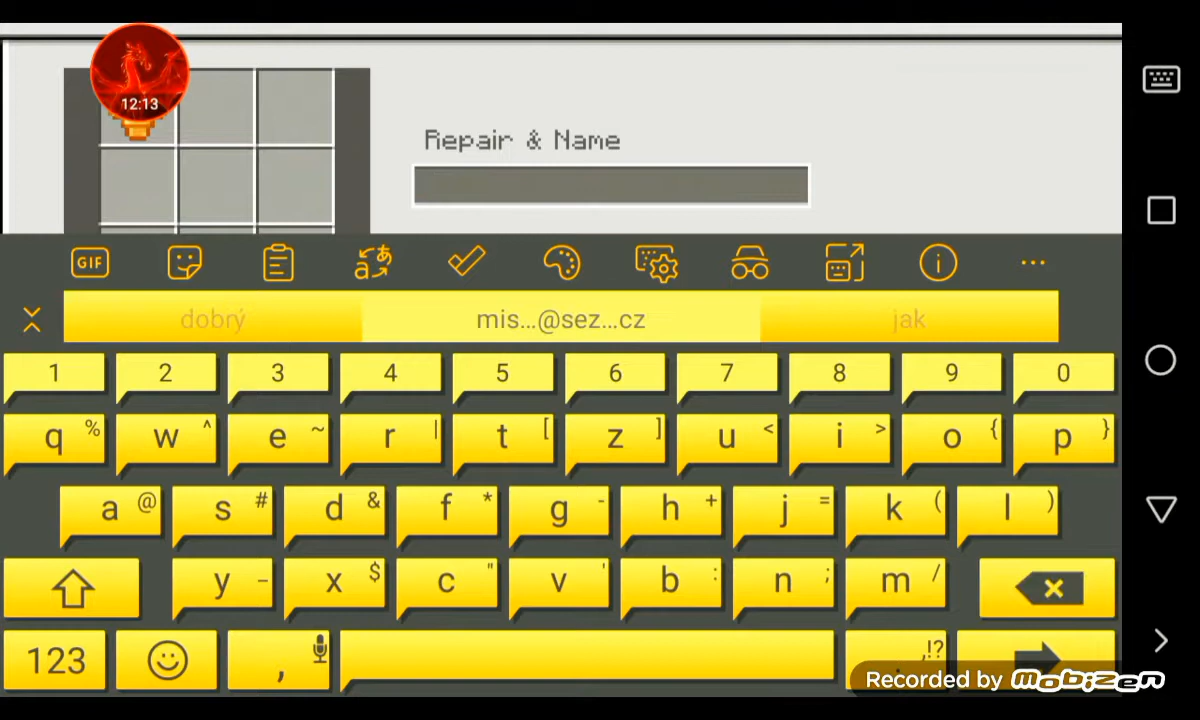 12:13
Repair & Name
GIF
dobrý mis...@sez...cz jak
1 2 3 4 5 6 7 8 9 0
q % w ^ e ~ r | t [ z ] u < i > o { p }
a @ s # d & f * g - h + j = k ( l )
y _ x $ c " v ' b : n ; m /
123 , . ,!?
Recorded by mobizen